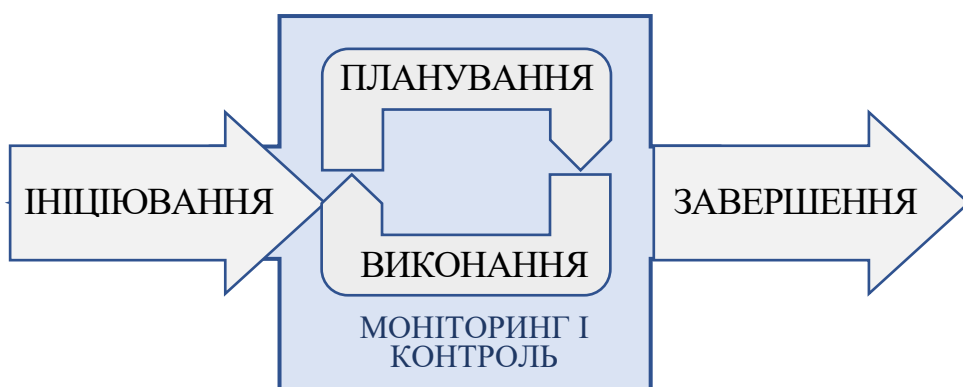 ПЛАНУВАННЯ
ІНІЦІЮВАННЯ
ЗАВЕРШЕННЯ
ВИКОНАННЯ
МОНІТОРИНГ І
КОНТРОЛЬ